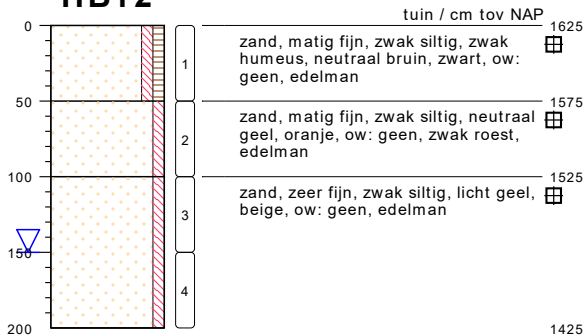 HB12
tuin / cm tov NAP
0
1625
1
zand, matig fijn, zwak siltig, zwak
humeus, neutraal bruin, zwart, ow:
geen, edelman
50
1575
2
zand, matig fijn, zwak siltig, neutraal
geel, oranje, ow: geen, zwak roest,
edelman
100
1525
3
zand, zeer fijn, zwak siltig, licht geel,
beige, ow: geen, edelman
150
4
200
1425